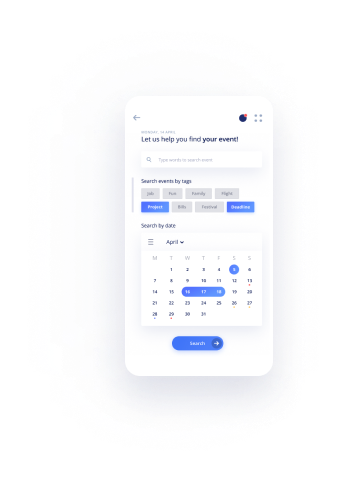 Let us help you find your event!
Type words to search event
Search events by tags
Job Fun Family Flight
Project Bills Festival Deadline
Search by date
April
M T W T F S S
1 2 3 4 5 6
7 8 9 10 11 12 13
14 15 16 17 18 19 20
21 22 23 24 25 26 27
28 29 30 31
Search